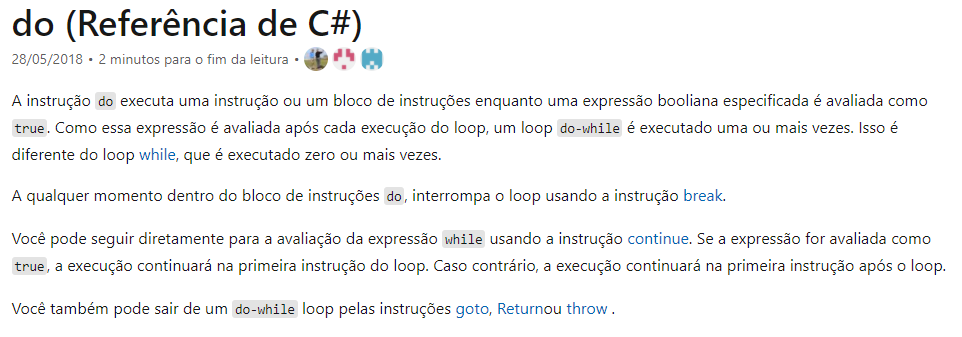 do (Referência de C#)
28/05/2018 • 2 minutos para o fim da leitura •
A instrução do executa uma instrução ou um bloco de instruções enquanto uma expressão booliana especificada é avaliada como
true. Como essa expressão é avaliada após cada execução do loop, um loop do-while é executado uma ou mais vezes. Isso é
diferente do loop while, que é executado zero ou mais vezes.
A qualquer momento dentro do bloco de instruções do, interrompa o loop usando a instrução break.
Você pode seguir diretamente para a avaliação da expressão while usando a instrução continue. Se a expressão for avaliada como
true, a execução continuará na primeira instrução do loop. Caso contrário, a execução continuará na primeira instrução após o loop.
Você também pode sair de um do-while loop pelas instruções goto, Returnou throw .